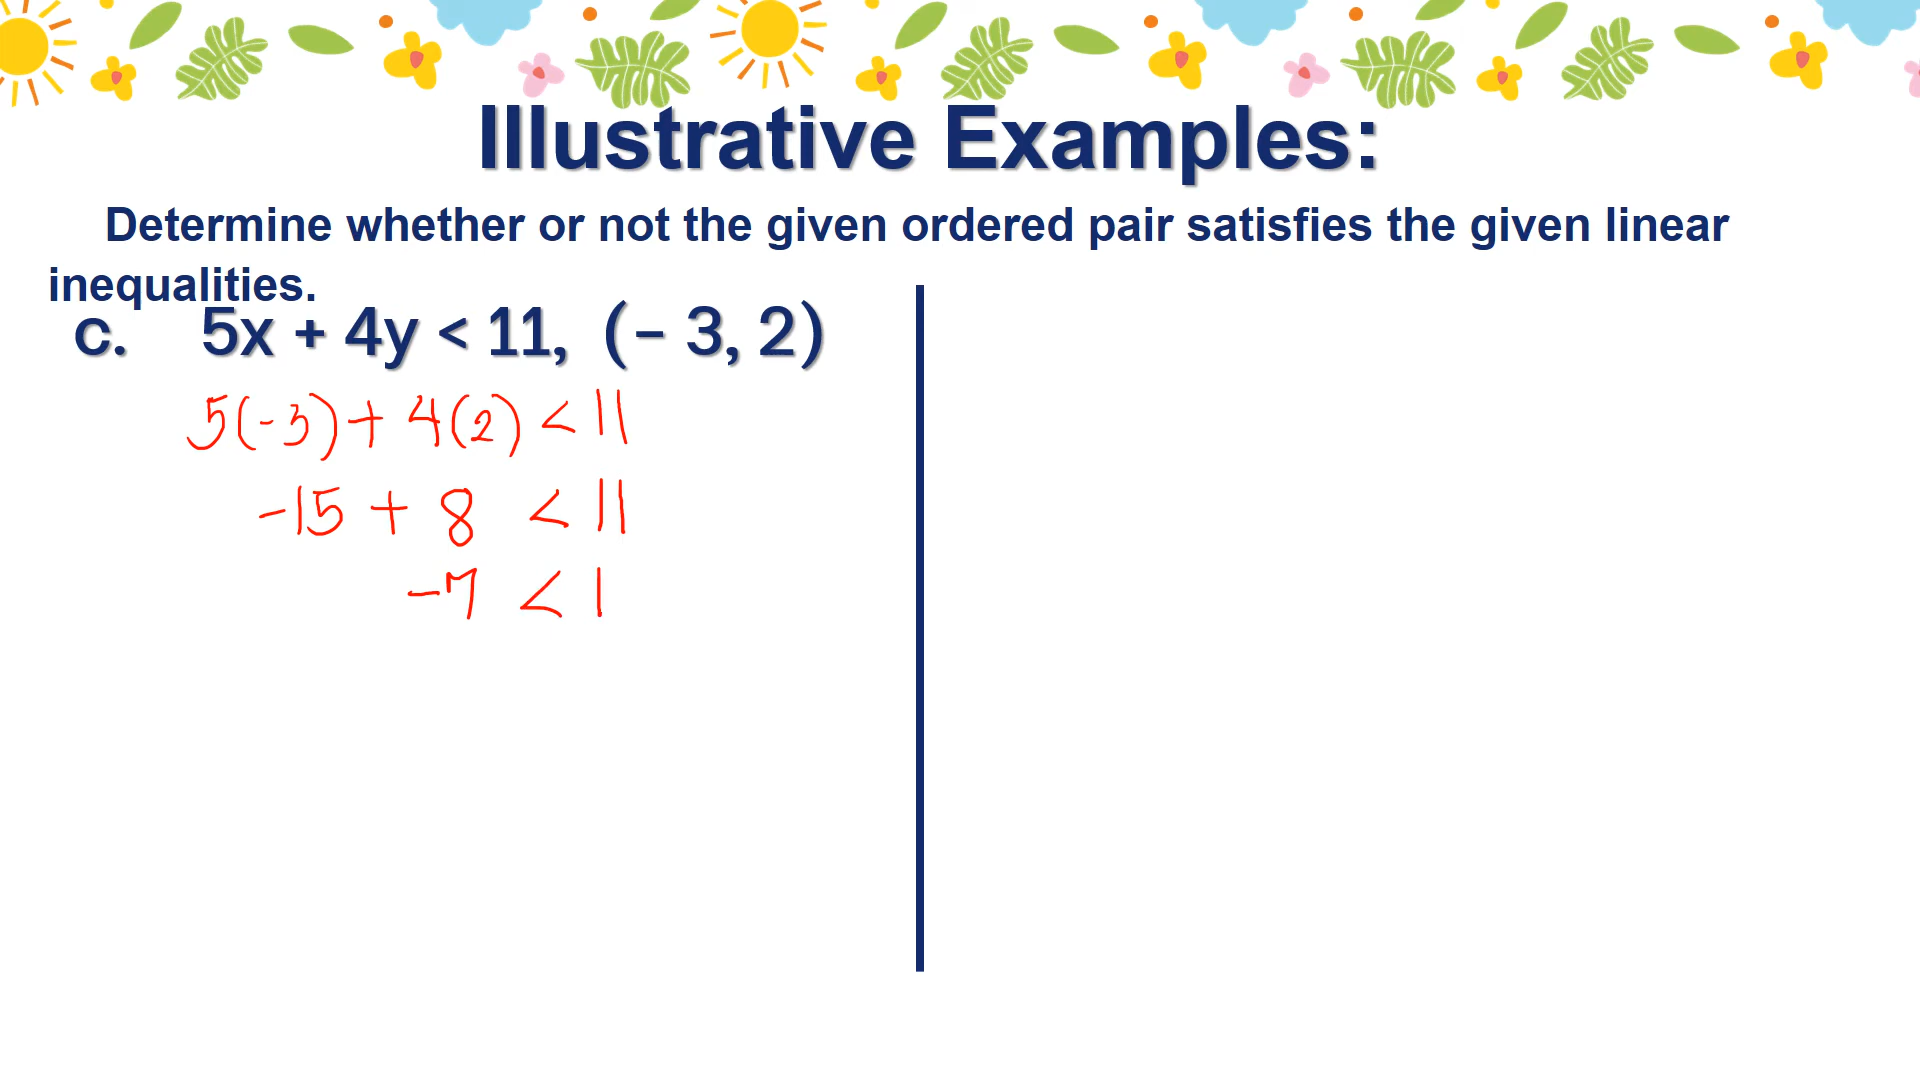 Illustrative Examples:
Determine whether or not the given ordered pair satisfies the given linear
inequalities.
c. 5x + 4y < 11, (– 3, 2)
5(-3) + 4(2) < 11
-15 + 8 < 11
-7 < 1